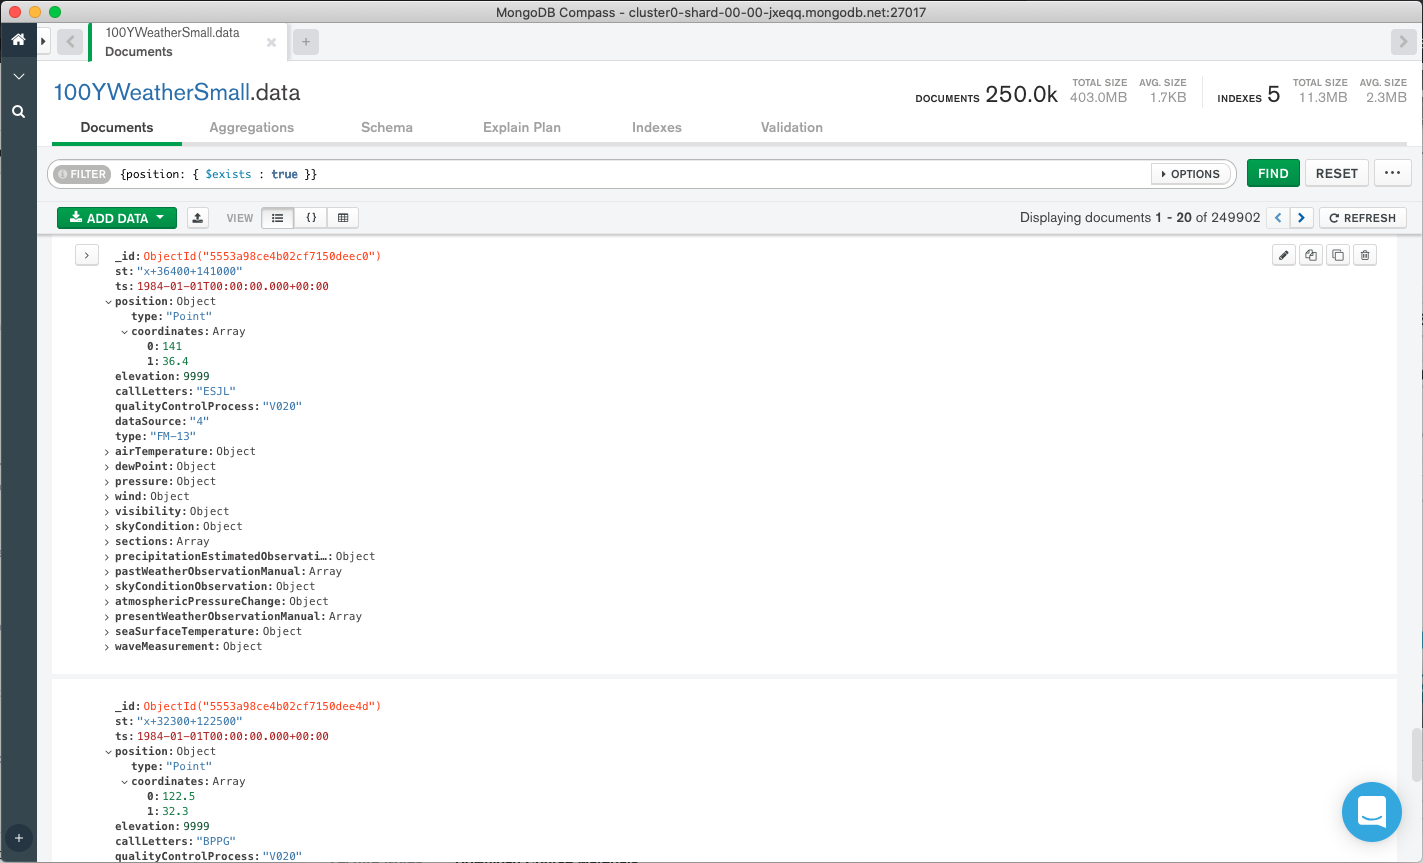 MongoDB Compass - cluster0-shard-00-00-jxeqq.mongodb.net:27017
100YWeatherSmall.data
Documents
100YWeatherSmall.data
DOCUMENTS 250.0k TOTAL SIZE 403.0MB AVG. SIZE 1.7KB INDEXES 5 TOTAL SIZE 11.3MB AVG. SIZE 2.3MB
Documents Aggregations Schema Explain Plan Indexes Validation
FILTER {position: { $exists : true }} OPTIONS FIND RESET ...
ADD DATA VIEW {} Displaying documents 1 - 20 of 249902 < > REFRESH
_id: ObjectId("5553a98ce4b02cf7150deec0")
st: "x+36400+141000"
ts: 1984-01-01T00:00:00.000+00:00
position: Object
type: "Point"
coordinates: Array
0: 141
1: 36.4
elevation: 9999
callLetters: "ESJL"
qualityControlProcess: "V020"
dataSource: "4"
type: "FM-13"
airTemperature: Object
dewPoint: Object
pressure: Object
wind: Object
visibility: Object
skyCondition: Object
sections: Array
precipitationEstimatedObservati…: Object
pastWeatherObservationManual: Array
skyConditionObservation: Object
atmosphericPressureChange: Object
presentWeatherObservationManual: Array
seaSurfaceTemperature: Object
waveMeasurement: Object
_id: ObjectId("5553a98ce4b02cf7150dee4d")
st: "x+32300+122500"
ts: 1984-01-01T00:00:00.000+00:00
position: Object
type: "Point"
coordinates: Array
0: 122.5
1: 32.3
elevation: 9999
callLetters: "BPPG"
qualityControlProcess: "V020"